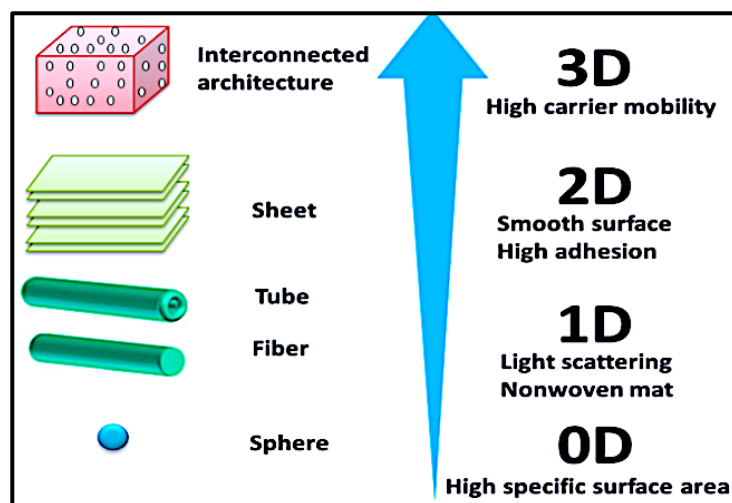 Interconnected
architecture
3D
High carrier mobility
Sheet
2D
Smooth surface
High adhesion
Tube
Fiber
1D
Light scattering
Nonwoven mat
Sphere
0D
High specific surface area